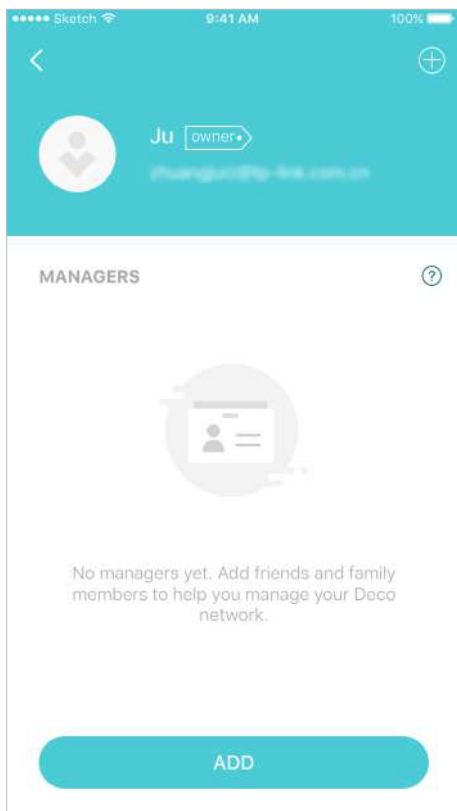 Sketch 9:41 AM 100%
Ju owner
MANAGERS ?
No managers yet. Add friends and family
members to help you manage your Deco
network.
ADD